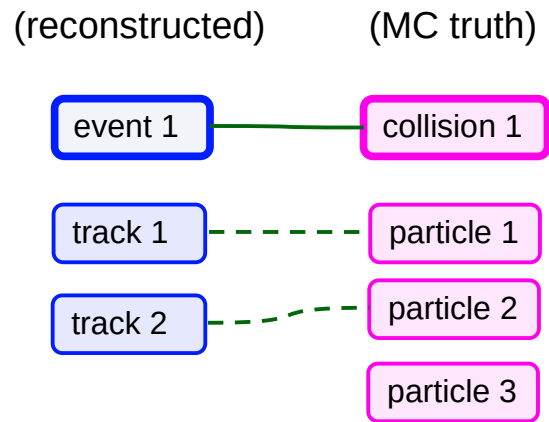 (reconstructed) (MC truth)
event 1 collision 1
track 1 particle 1
track 2 particle 2
particle 3